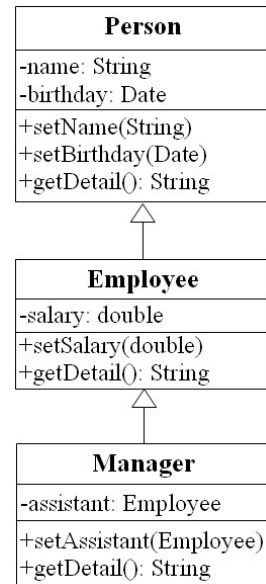 Person
-name: String
-birthday: Date
+setName(String)
+setBirthday(Date)
+getDetail(): String
Employee
-salary: double
+setSalary(double)
+getDetail(): String
Manager
-assistant: Employee
+setAssistant(Employee)
+getDetail(): String